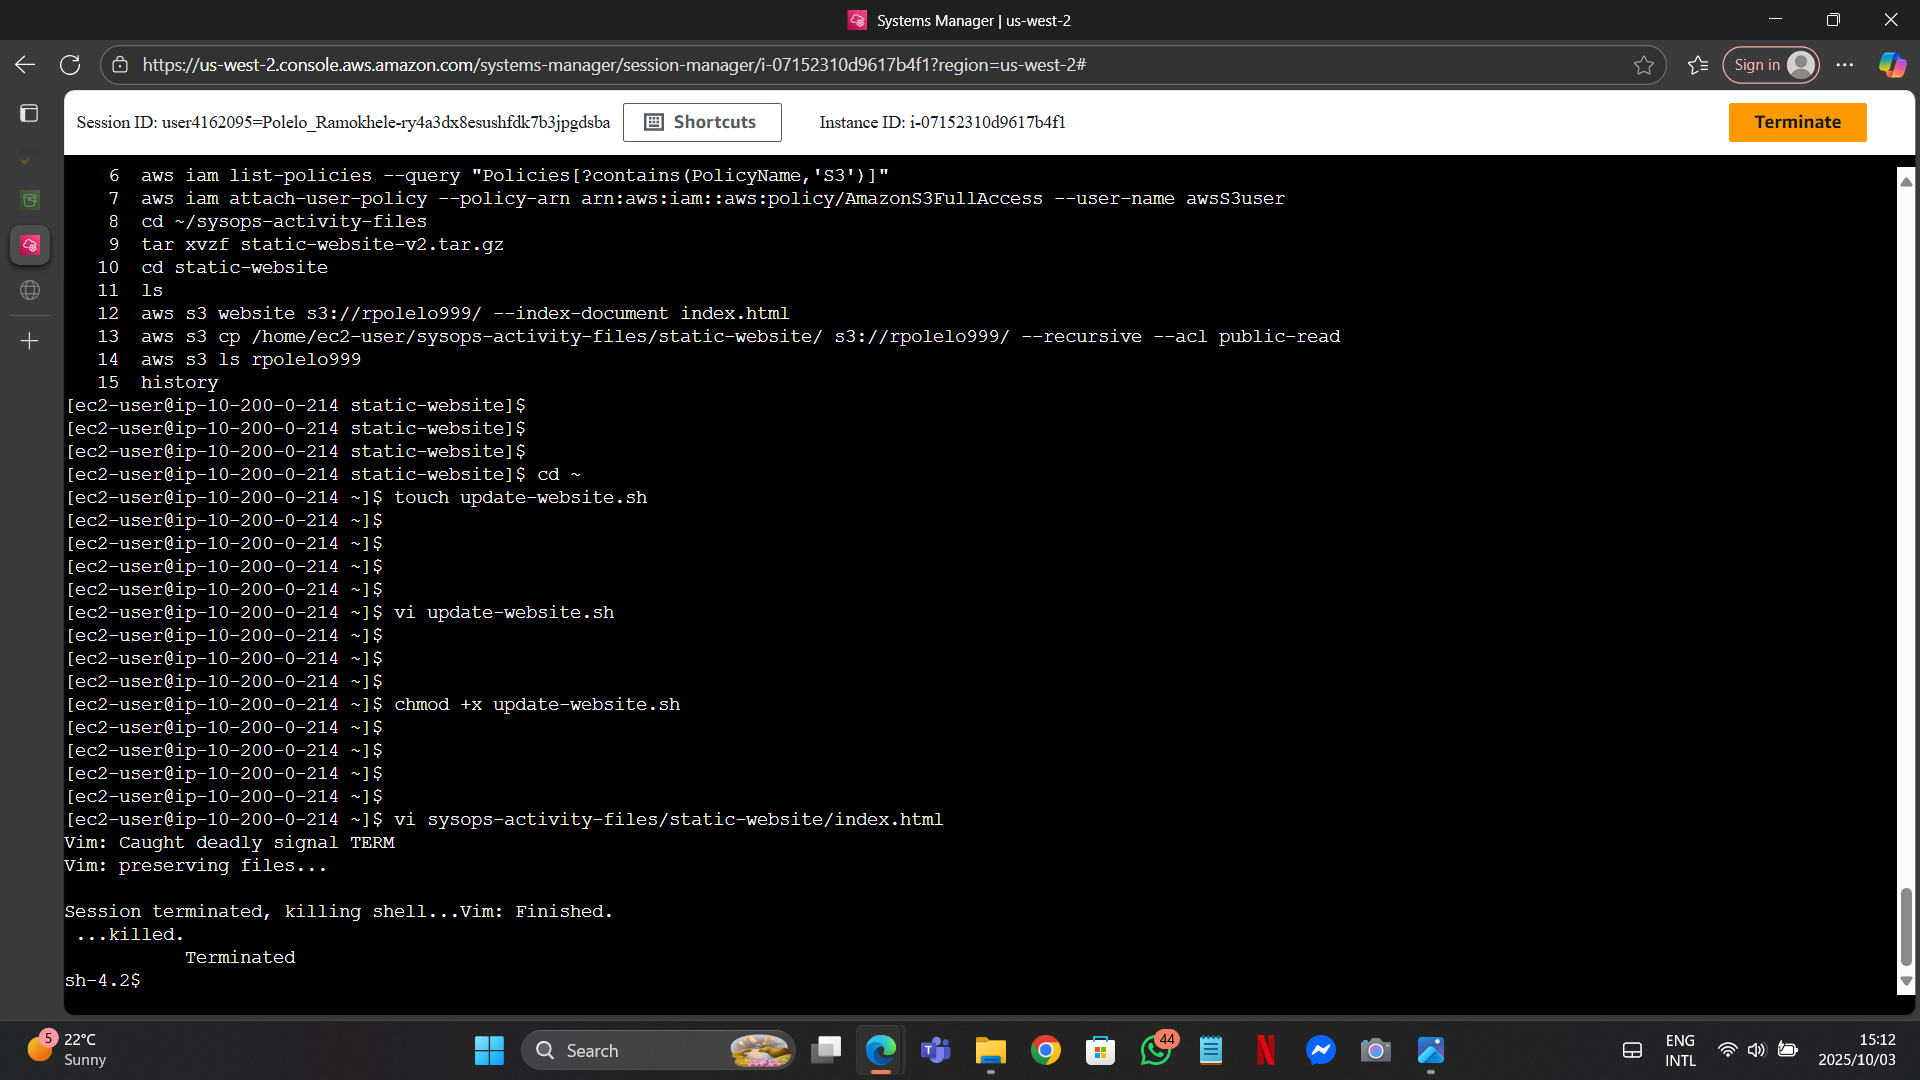 Systems Manager | us-west-2
https://us-west-2.console.aws.amazon.com/systems-manager/session-manager/i-07152310d9617b4f1?region=us-west-2#
Sign in
Session ID: user4162095=Polelo_Ramokhele-ry4a3dx8esushfdk7b3jpgdsba
Shortcuts
Instance ID: i-07152310d9617b4f1
Terminate
6 aws iam list-policies --query "Policies[?contains(PolicyName,'S3')]"
7 aws iam attach-user-policy --policy-arn arn:aws:iam::aws:policy/AmazonS3FullAccess --user-name awsS3user
8 cd ~/sysops-activity-files
9 tar xvzf static-website-v2.tar.gz
10 cd static-website
11 ls
12 aws s3 website s3://rpolelo999/ --index-document index.html
13 aws s3 cp /home/ec2-user/sysops-activity-files/static-website/ s3://rpolelo999/ --recursive --acl public-read
14 aws s3 ls rpolelo999
15 history
[ec2-user@ip-10-200-0-214 static-website]$
[ec2-user@ip-10-200-0-214 static-website]$
[ec2-user@ip-10-200-0-214 static-website]$
[ec2-user@ip-10-200-0-214 static-website]$ cd ~
[ec2-user@ip-10-200-0-214 ~]$ touch update-website.sh
[ec2-user@ip-10-200-0-214 ~]$
[ec2-user@ip-10-200-0-214 ~]$
[ec2-user@ip-10-200-0-214 ~]$
[ec2-user@ip-10-200-0-214 ~]$
[ec2-user@ip-10-200-0-214 ~]$ vi update-website.sh
[ec2-user@ip-10-200-0-214 ~]$
[ec2-user@ip-10-200-0-214 ~]$
[ec2-user@ip-10-200-0-214 ~]$
[ec2-user@ip-10-200-0-214 ~]$ chmod +x update-website.sh
[ec2-user@ip-10-200-0-214 ~]$
[ec2-user@ip-10-200-0-214 ~]$
[ec2-user@ip-10-200-0-214 ~]$
[ec2-user@ip-10-200-0-214 ~]$
[ec2-user@ip-10-200-0-214 ~]$ vi sysops-activity-files/static-website/index.html
Vim: Caught deadly signal TERM
Vim: preserving files...
Session terminated, killing shell...Vim: Finished.
...killed.
Terminated
sh-4.2$
5
22°C
Sunny
Search
44
ENG
INTL
15:12
2025/10/03